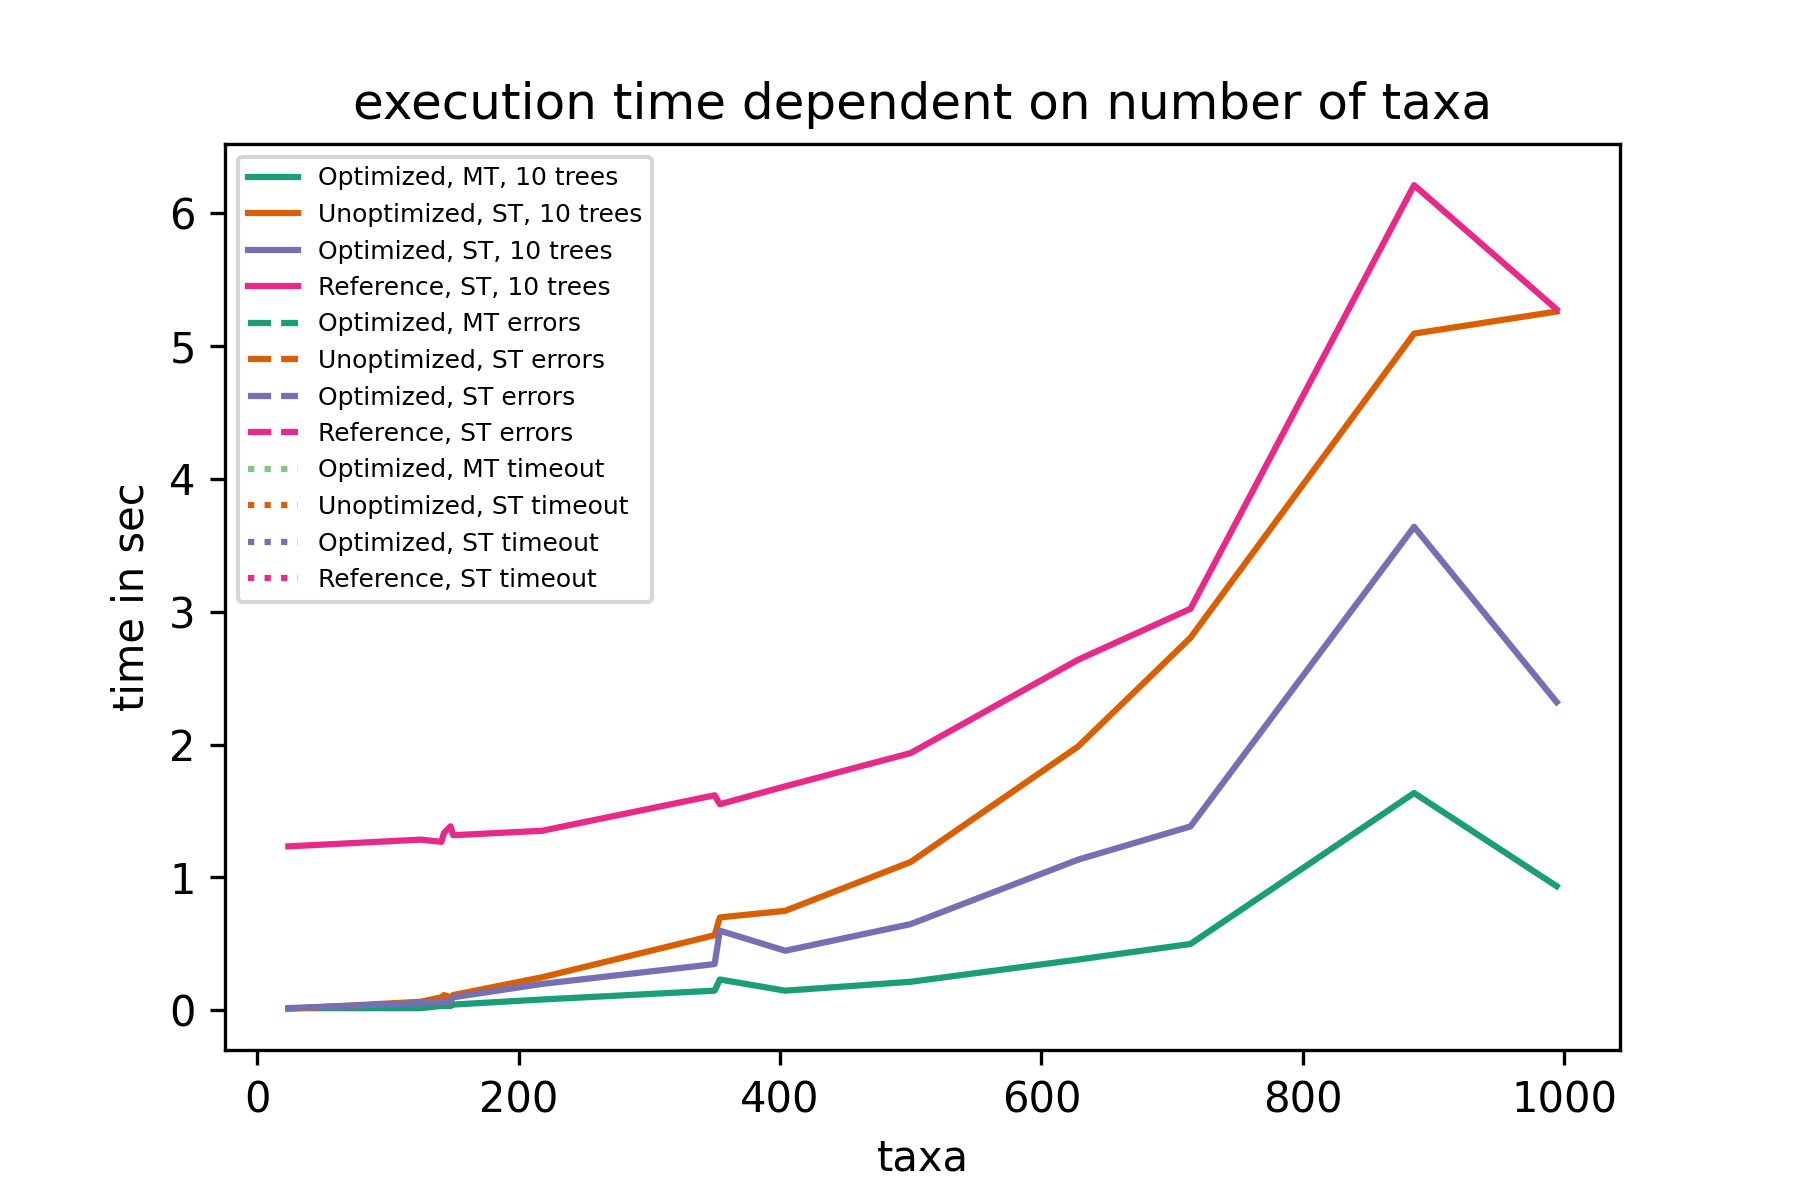 execution time dependent on number of taxa
Optimized, MT, 10 trees
Unoptimized, ST, 10 trees
Optimized, ST, 10 trees
Reference, ST, 10 trees
Optimized, MT errors
Unoptimized, ST errors
Optimized, ST errors
Reference, ST errors
Optimized, MT timeout
Unoptimized, ST timeout
Optimized, ST timeout
Reference, ST timeout
time in sec
6
5
4
3
2
1
0
0 200 400 600 800 1000
taxa